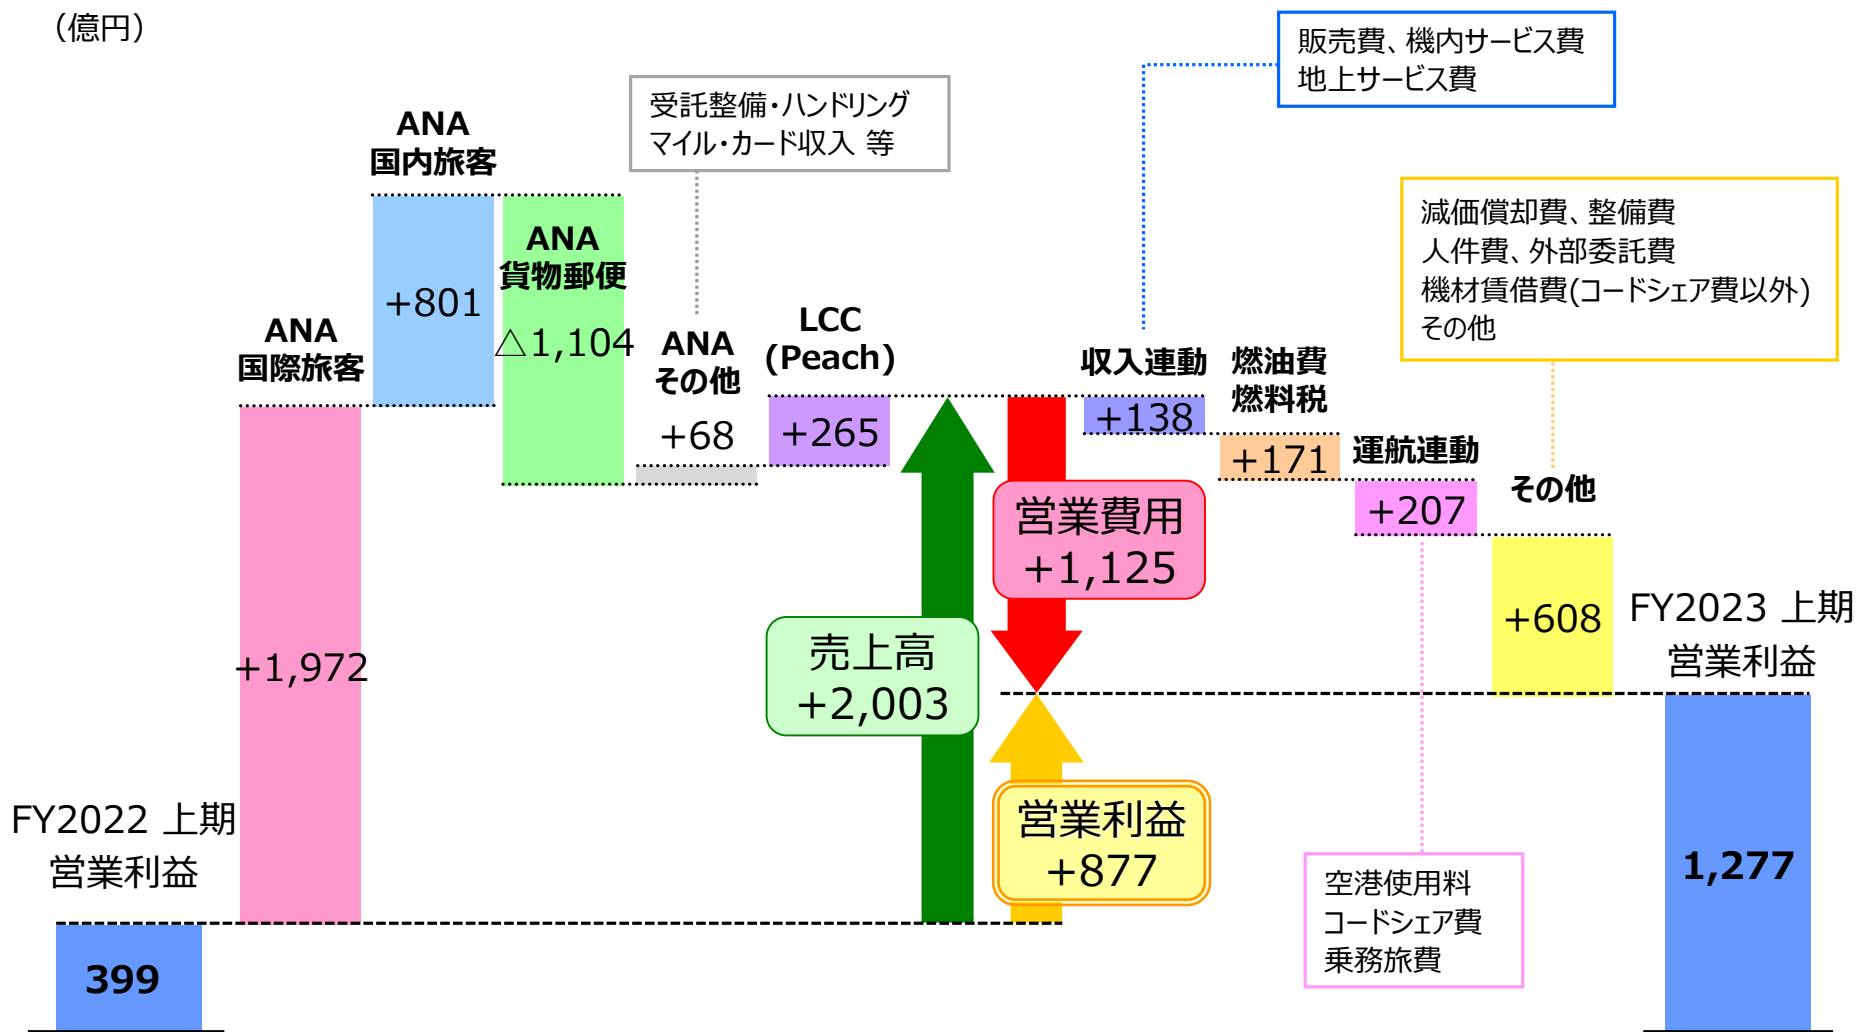 （億円）
ANA
国際旅客
+1,972
ANA
国内旅客
+801
ANA
貨物郵便
△1,104
受託整備・ハンドリング
マイル・カード収入 等
ANA
その他
+68
LCC
(Peach)
+265
売上高
+2,003
営業費用
+1,125
営業利益
+877
販売費、機内サービス費
地上サービス費
収入連動
+138
燃油費
燃料税
+171
運航連動
+207
空港使用料
コードシェア費
乗務旅費
減価償却費、整備費
人件費、外部委託費
機材賃借費(コードシェア費以外)
その他
その他
+608
FY2022 上期
営業利益
399
FY2023 上期
営業利益
1,277